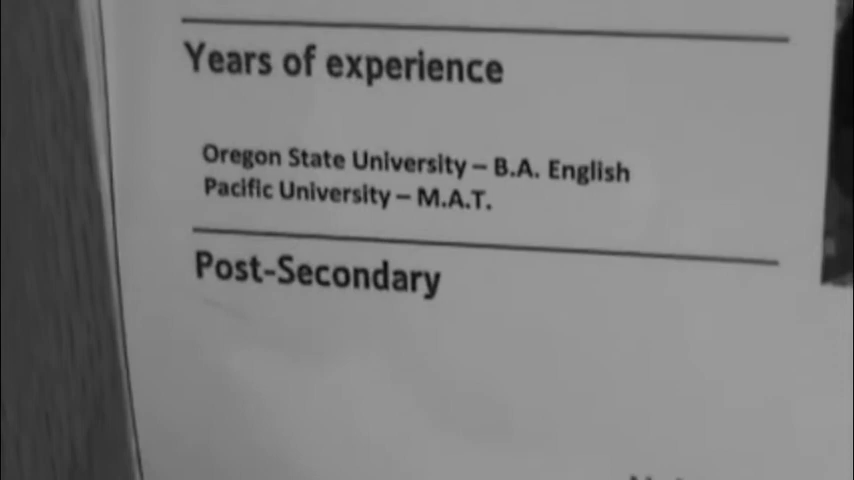 Years of experience
Oregon State University – B.A. English
Pacific University – M.A.T.
Post-Secondary